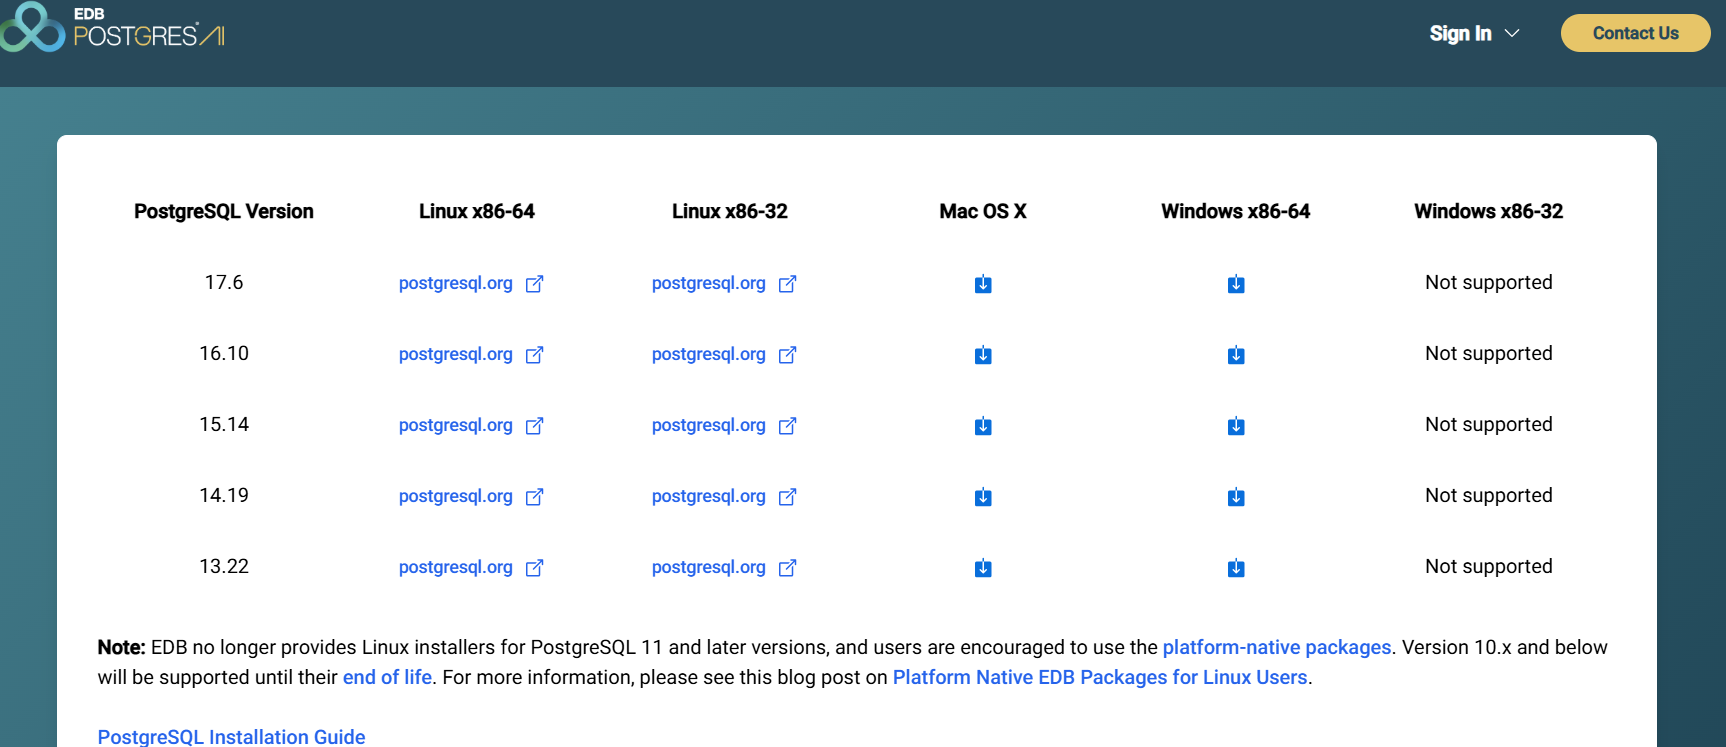 EDB
POSTGRES® AI
Sign In
Contact Us
PostgreSQL Version Linux x86-64 Linux x86-32 Mac OS X Windows x86-64 Windows x86-32
17.6 postgresql.org postgresql.org Not supported
16.10 postgresql.org postgresql.org Not supported
15.14 postgresql.org postgresql.org Not supported
14.19 postgresql.org postgresql.org Not supported
13.22 postgresql.org postgresql.org Not supported
Note: EDB no longer provides Linux installers for PostgreSQL 11 and later versions, and users are encouraged to use the platform-native packages. Version 10.x and below
will be supported until their end of life. For more information, please see this blog post on Platform Native EDB Packages for Linux Users.
PostgreSQL Installation Guide